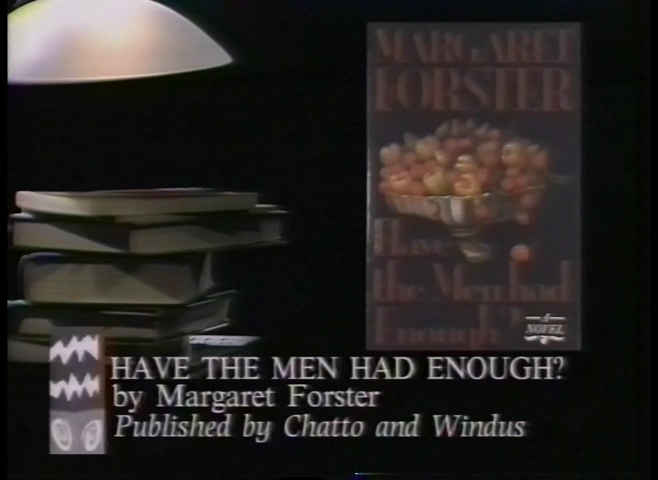 MARGARET
FORSTER
Have
the Men had
Enough?
A
NOVEL
HAVE THE MEN HAD ENOUGH?
by Margaret Forster
Published by Chatto and Windus